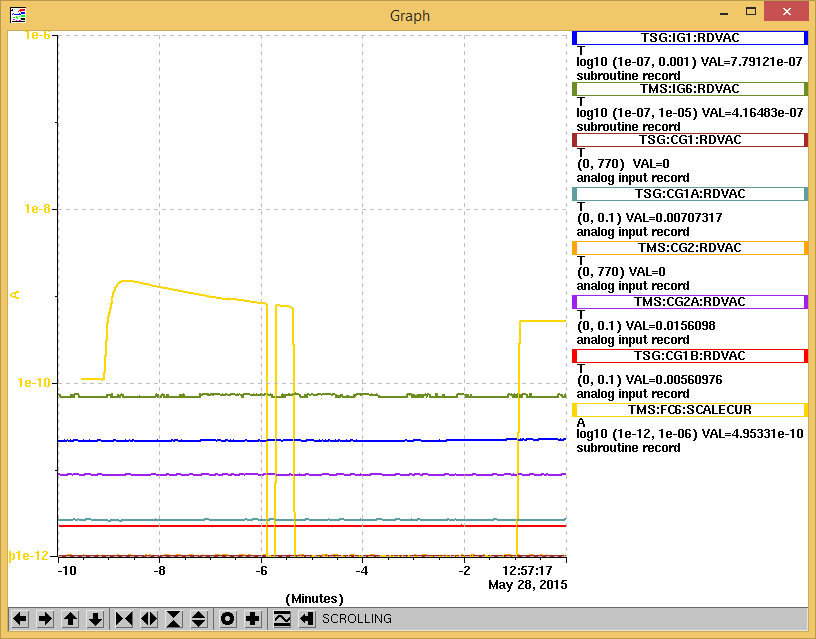 Graph
1e-6
1e-8
A
1e-10
1e-12
-10
-8
-6
-4
-2
12:57:17
May 28, 2015
(Minutes)
TSG:IG1:RDVAC
T
log10 (1e-07, 0.001) VAL=7.79121e-07
subroutine record
TMS:IG6:RDVAC
T
log10 (1e-07, 1e-05) VAL=4.16483e-07
subroutine record
TSG:CG1:RDVAC
T
(0, 770) VAL=0
analog input record
TSG:CG1A:RDVAC
T
(0, 0.1) VAL=0.00707317
analog input record
TMS:CG2:RDVAC
T
(0, 770) VAL=0
analog input record
TMS:CG2A:RDVAC
T
(0, 0.1) VAL=0.0156098
analog input record
TSG:CG1B:RDVAC
T
(0, 0.1) VAL=0.00560976
analog input record
TMS:FC6:SCALECUR
A
log10 (1e-12, 1e-06) VAL=4.95331e-10
subroutine record
SCROLLING